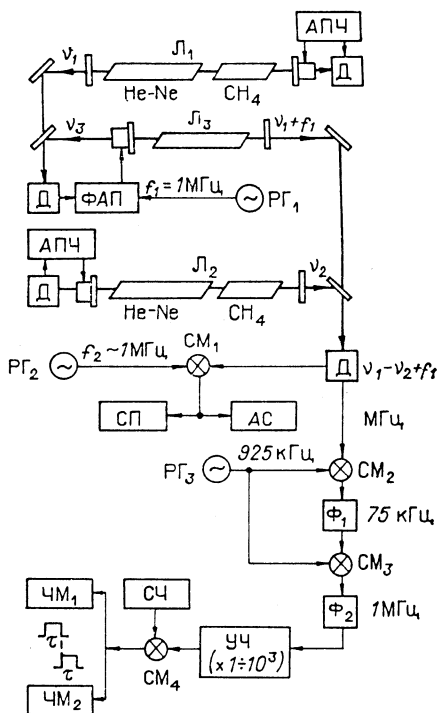 АПЧ
ν₁
Л₁
Д
He-Ne
CH₄
ν₃
Л₃
ν₁+f₁
Д
ФАП
f₁=1МГц
РГ₁
АПЧ
Д
Л₂
ν₂
He-Ne
CH₄
РГ₂
f₂~1МГц
СМ₁
Д
ν₁-ν₂+f₁
СП
АС
МГц
РГ₃
925 кГц
СМ₂
Ф₁
75 кГц
СМ₃
ЧМ₁
СЧ
Ф₂
1МГц
τ
τ
СМ₄
УЧ
(×1÷10³)
ЧМ₂